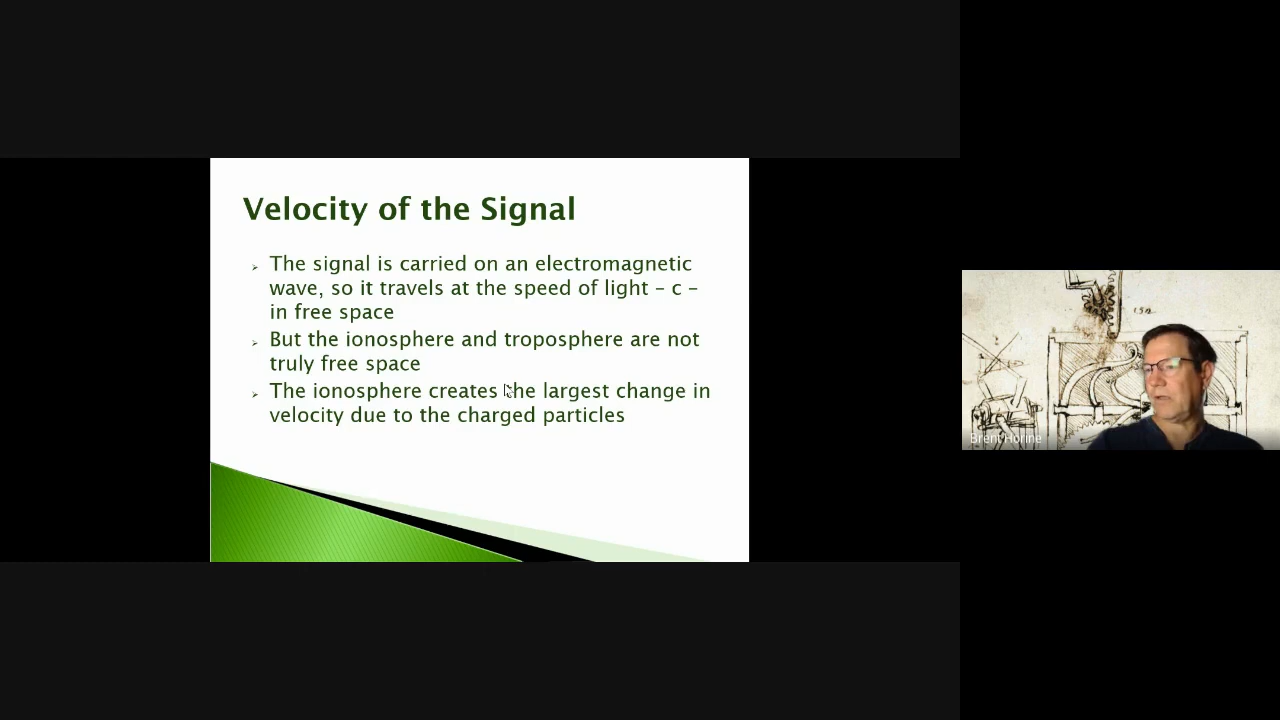 Velocity of the Signal
The signal is carried on an electromagnetic
wave, so it travels at the speed of light – c –
in free space
But the ionosphere and troposphere are not
truly free space
The ionosphere creates the largest change in
velocity due to the charged particles
Brent Horine